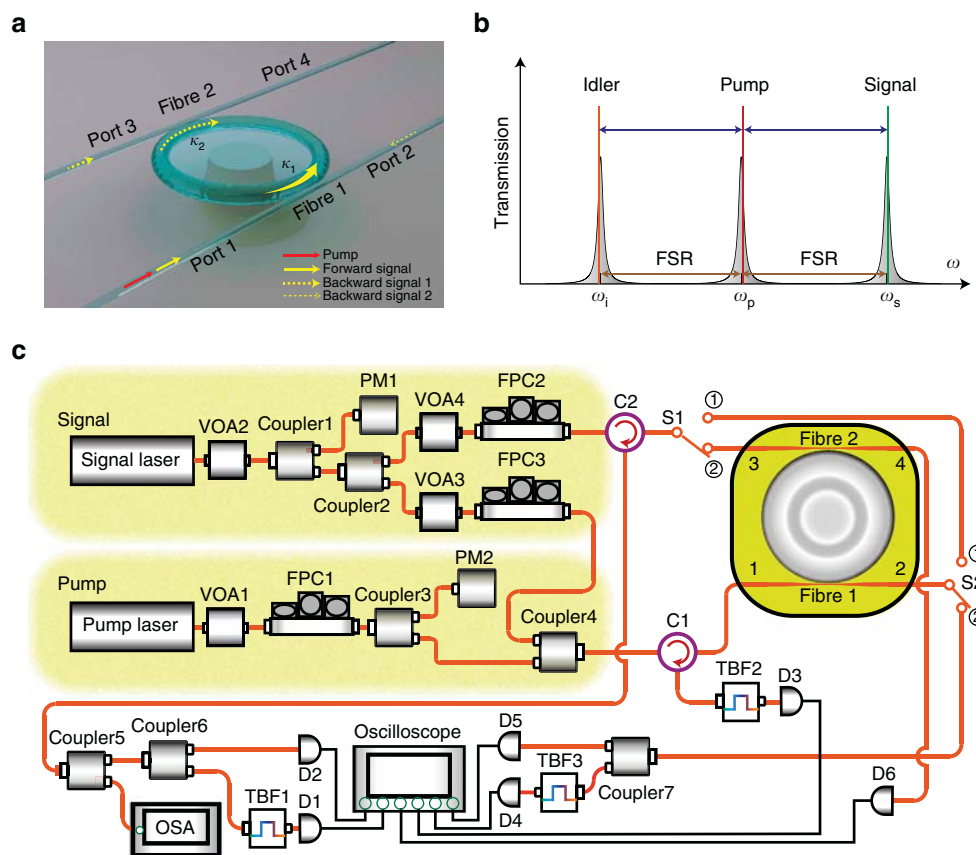 a
Port 4
Fibre 2
Port 3
κ2
κ1
Port 2
Fibre 1
Port 1
Pump
Forward signal
Backward signal 1
Backward signal 2
b
Idler
Pump
Signal
Transmission
FSR
FSR
ω
ωi
ωp
ωs
c
Signal
Signal laser
VOA2
Coupler1
PM1
Coupler2
VOA4
FPC2
VOA3
FPC3
C2
S1
①
②
Fibre 2
3
4
1
2
Fibre 1
①
S2
②
Pump
Pump laser
VOA1
FPC1
Coupler3
PM2
Coupler4
C1
TBF2
D3
Coupler5
Coupler6
OSA
TBF1
D1
D2
Oscilloscope
D5
D4
TBF3
Coupler7
D6